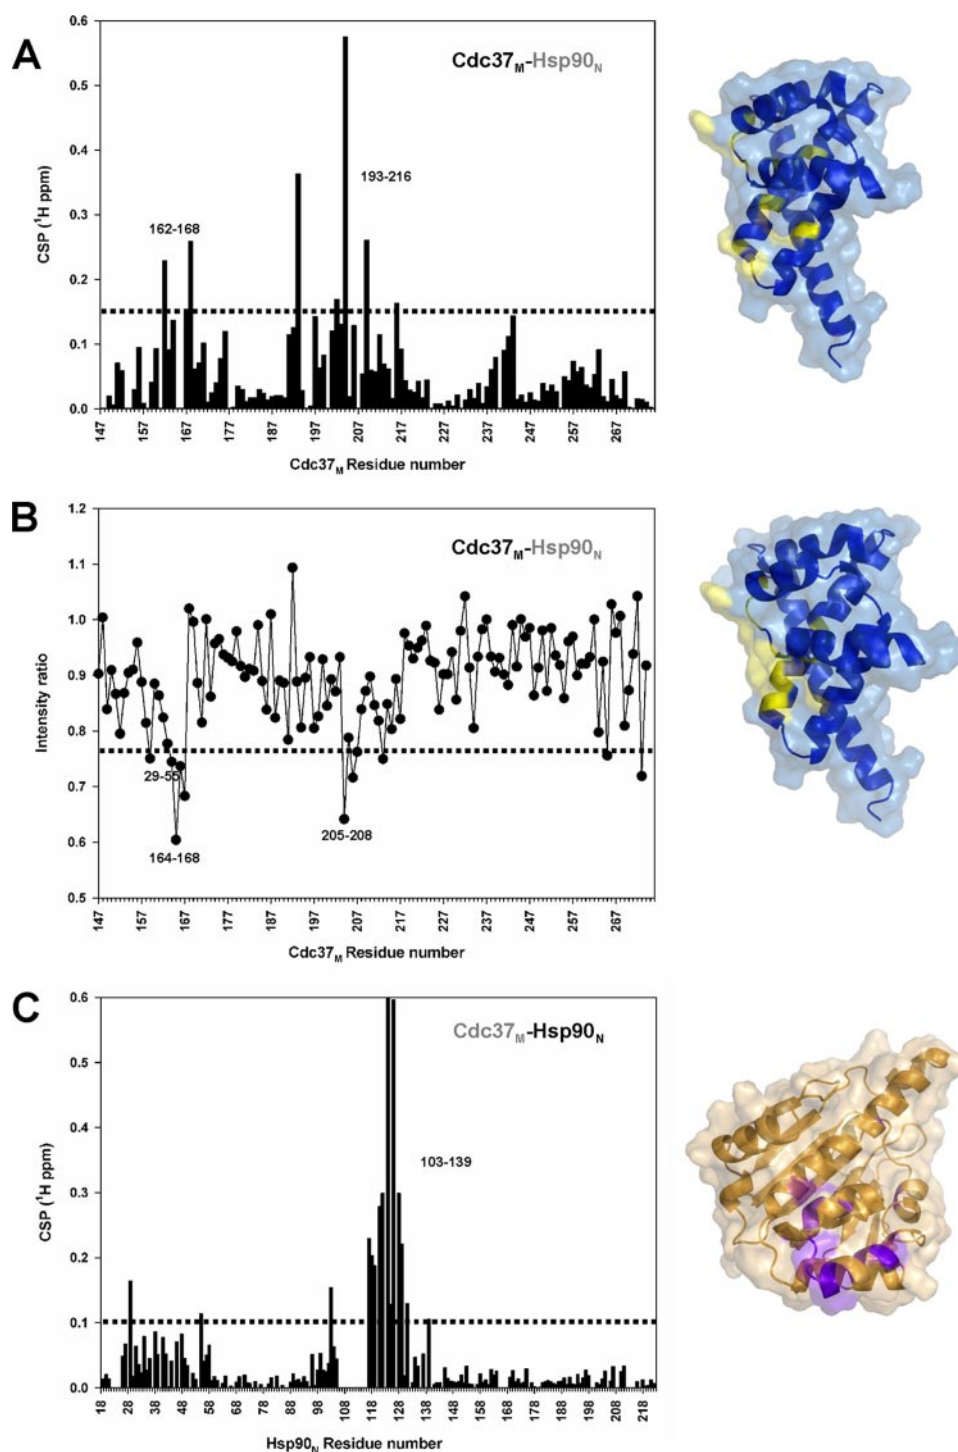 A
Cdc37M-Hsp90N
CSP (1H ppm)
0.6
0.5
0.4
0.3
0.2
0.1
0.0
162-168
193-216
147 157 167 177 187 197 207 217 227 237 247 257 267
Cdc37M Residue number
B
Cdc37M-Hsp90N
Intensity ratio
1.2
1.1
1.0
0.9
0.8
0.7
0.6
0.5
29-55
164-168
205-208
147 157 167 177 187 197 207 217 227 237 247 257 267
Cdc37M Residue number
C
Cdc37M-Hsp90N
CSP (1H ppm)
0.6
0.5
0.4
0.3
0.2
0.1
0.0
103-139
18 28 38 48 58 68 78 88 98 108 118 128 138 148 158 168 178 188 198 208 218
Hsp90N Residue number